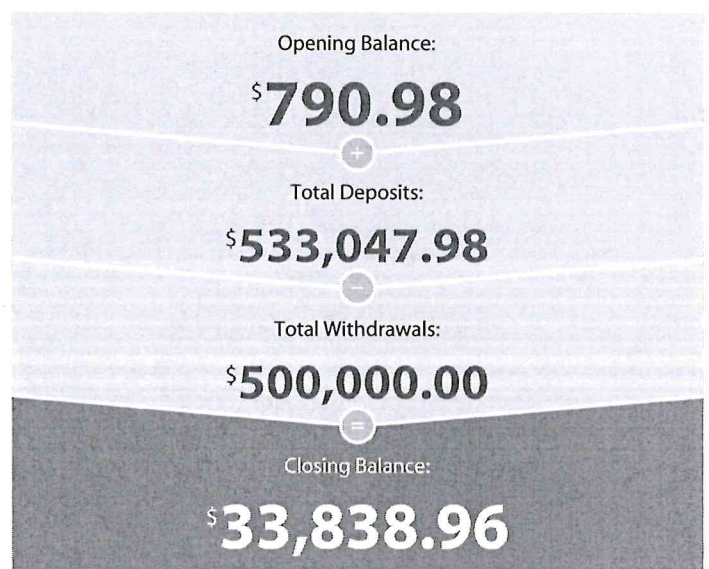 Opening Balance:
$790.98
+
Total Deposits:
$533,047.98
−
Total Withdrawals:
$500,000.00
=
Closing Balance:
$33,838.96